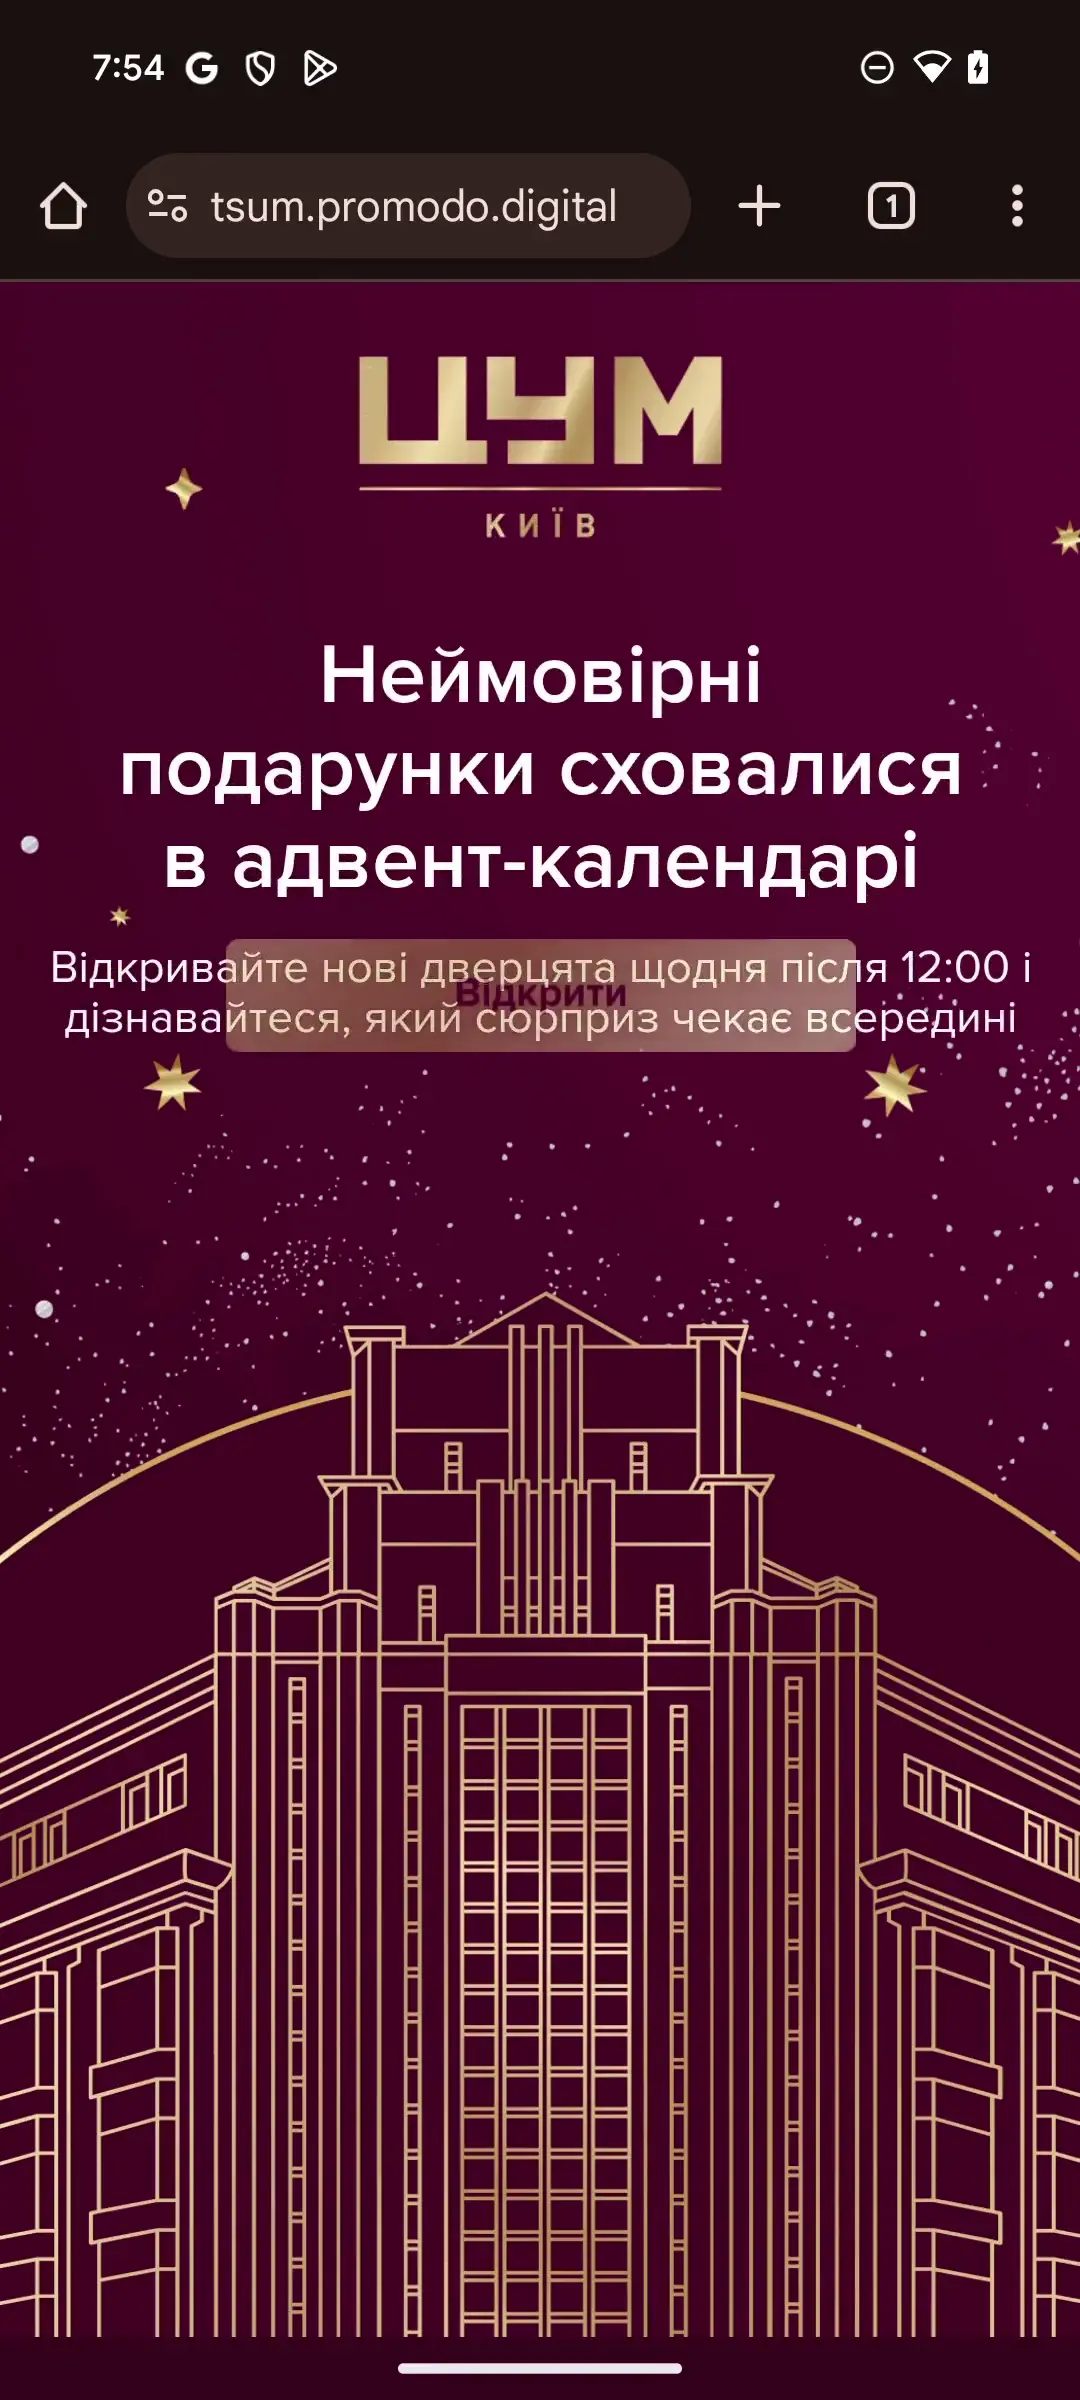 7:54
tsum.promodo.digital
1
ЦУМ
КИЇВ
Неймовірні
подарунки сховалися
в адвент-календарі
Відкривайте нові дверцята щодня після 12:00 і
дізнавайтеся, який сюрприз чекає всередині
Відкрити